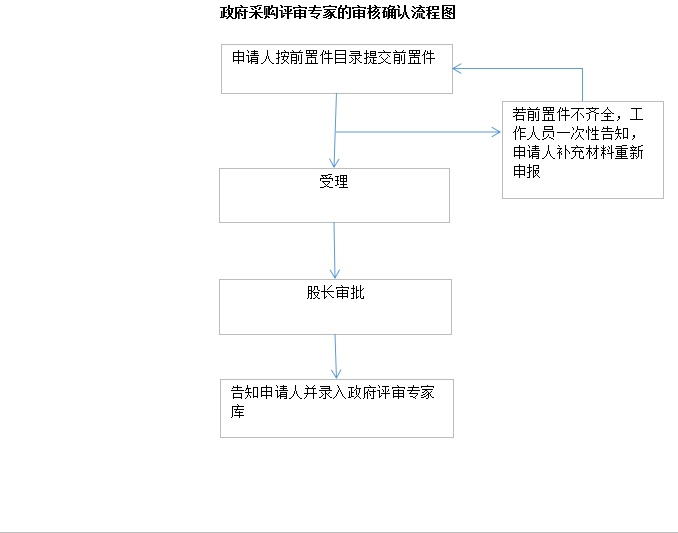 政府采购评审专家的审核确认流程图
申请人按前置件目录提交前置件
若前置件不齐全，工
作人员一次性告知，
申请人补充材料重新
申报
受理
股长审批
告知申请人并录入政府评审专家
库